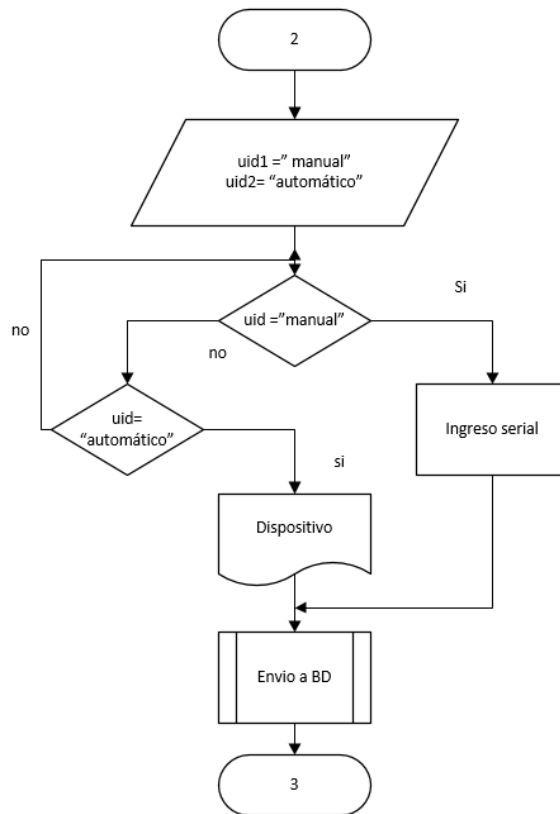 2
uid1 =” manual”
uid2= “automático”
uid =”manual”
Si
no
no
uid=
“automático”
si
Ingreso serial
Dispositivo
Envio a BD
3